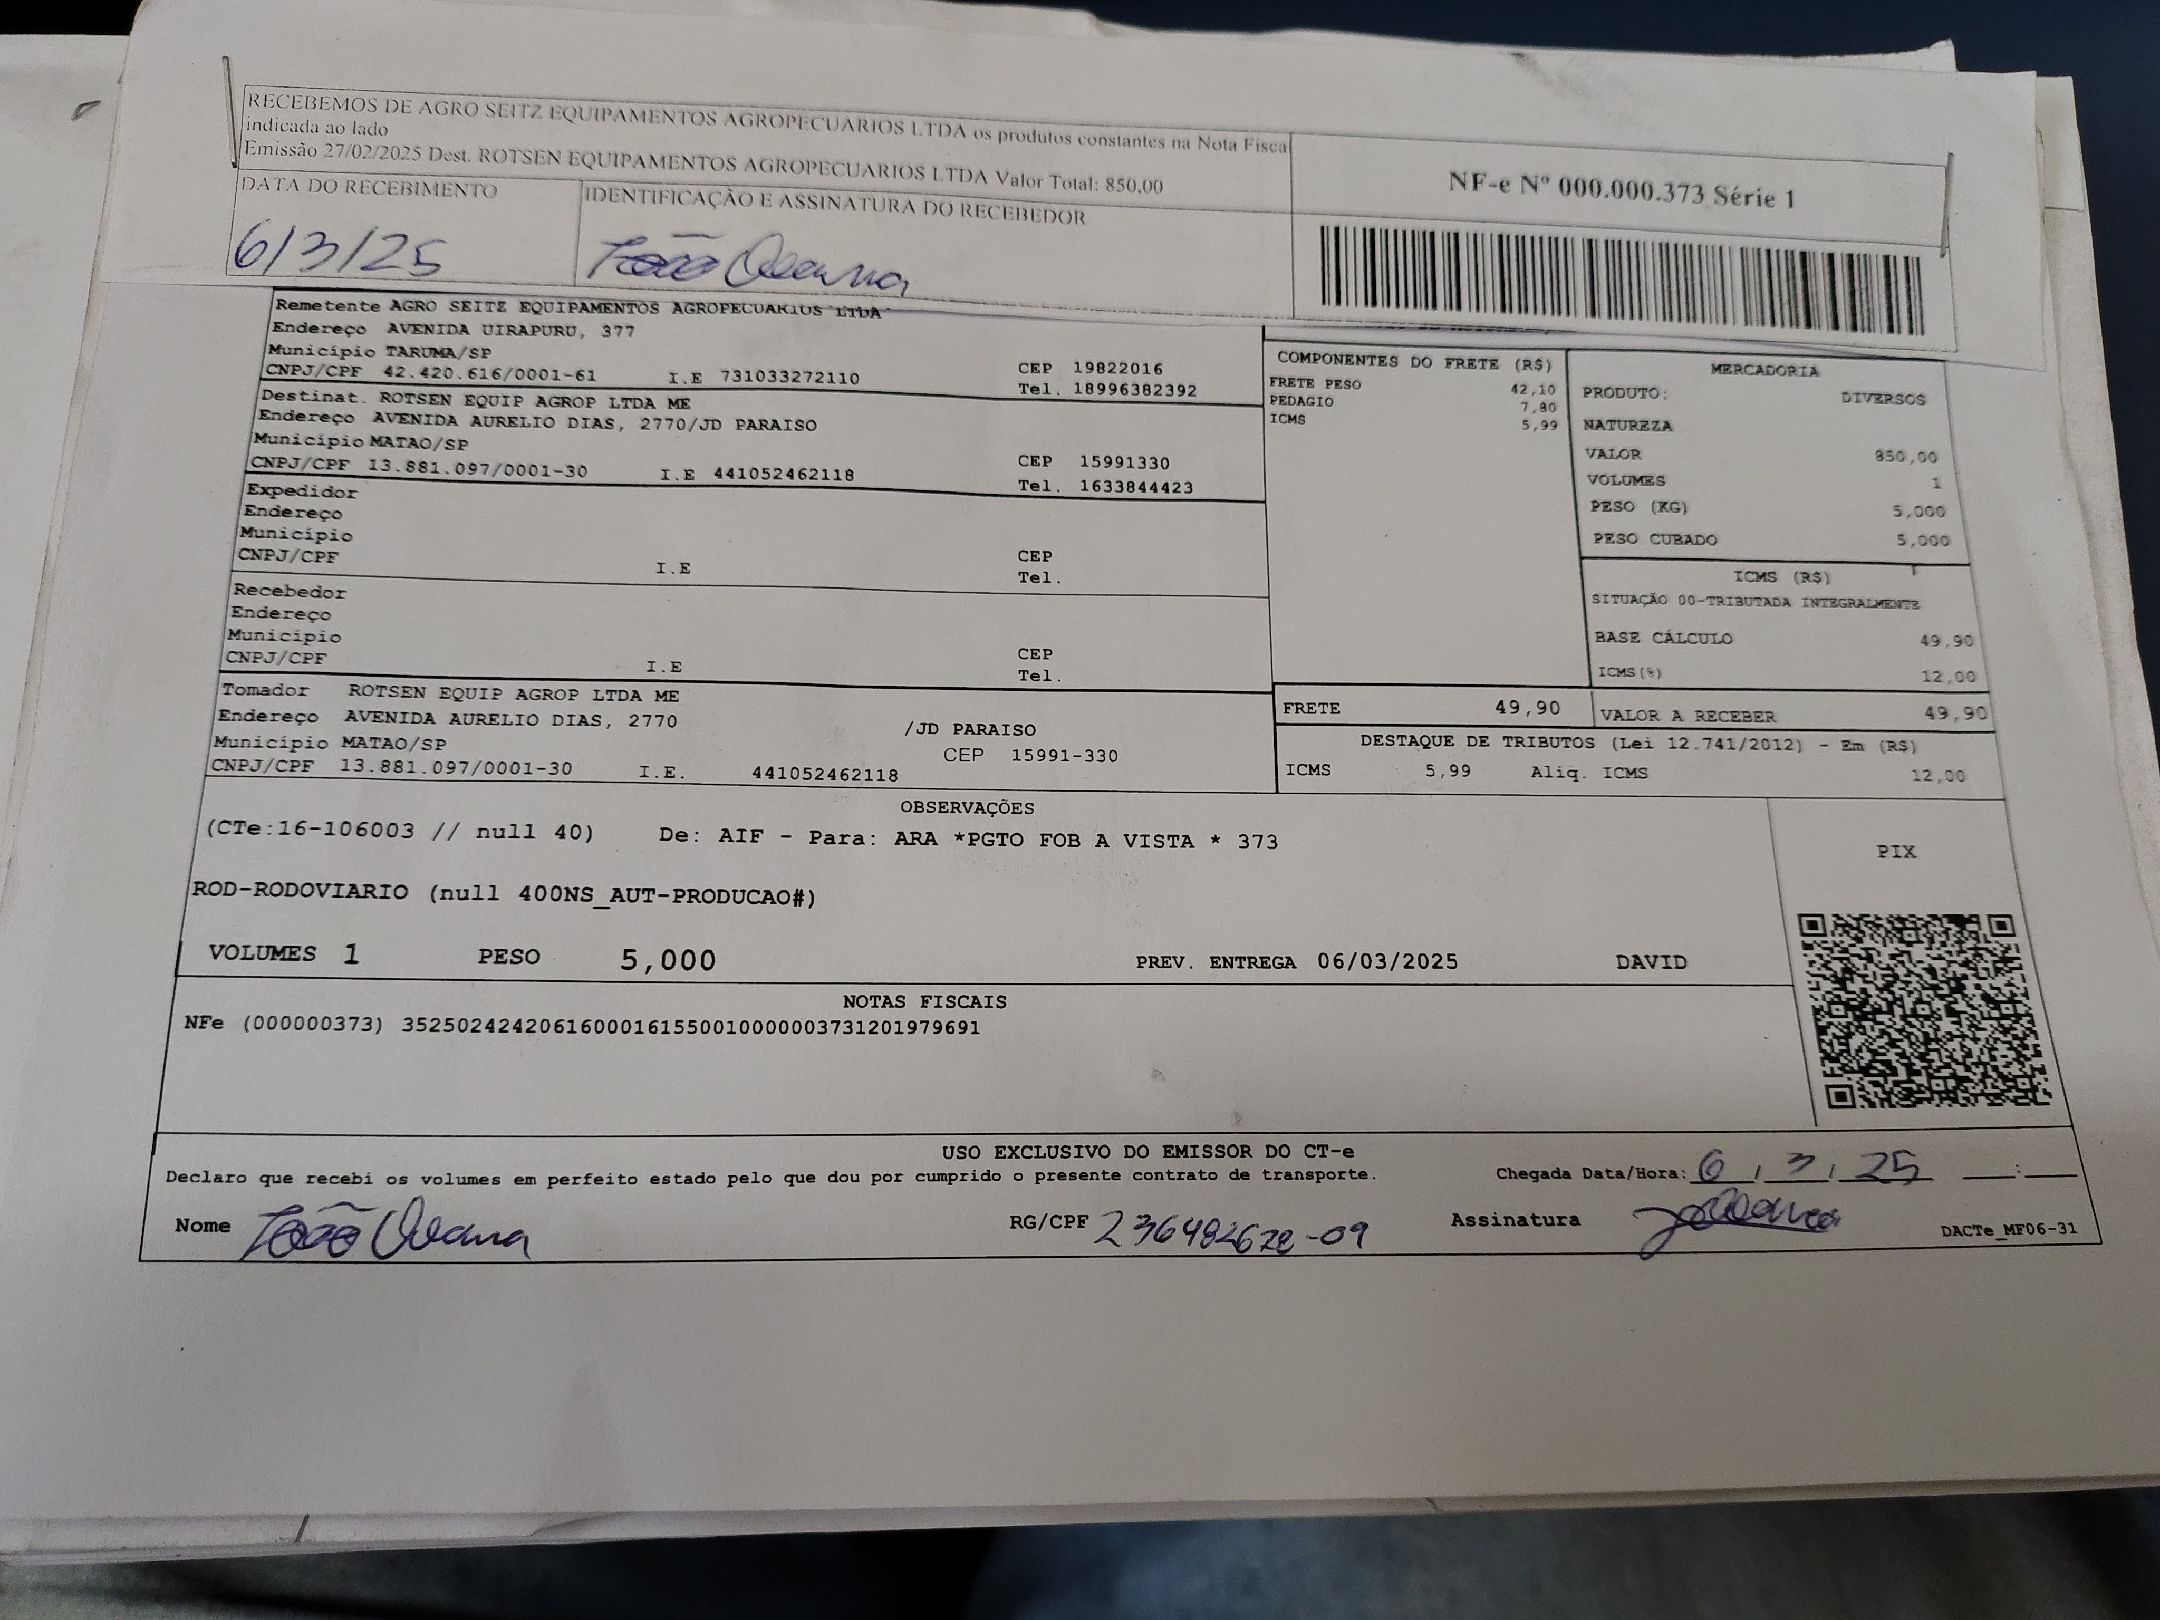 RECEBEMOS DE AGRO SEITZ EQUIPAMENTOS AGROPECUARIOS LTDA os produtos constantes na Nota Fiscal
indicada ao lado
Emissão 27/02/2025 Dest. ROTSEN EQUIPAMENTOS AGROPECUARIOS LTDA Valor Total: 850,00
NF-e Nº 000.000.373 Série 1
DATA DO RECEBIMENTO IDENTIFICAÇÃO E ASSINATURA DO RECEBEDOR
6/3/25 João
Remetente AGRO SEITZ EQUIPAMENTOS AGROPECUARIOS LTDA
Endereço AVENIDA UIRAPURU, 377
Município TARUMA/SP CEP 19822016
CNPJ/CPF 42.420.616/0001-61 I.E 731033272110 Tel. 18996382392
Destinat. ROTSEN EQUIP AGROP LTDA ME
Endereço AVENIDA AURELIO DIAS, 2770/JD PARAISO
Município MATAO/SP CEP 15991330
CNPJ/CPF 13.881.097/0001-30 I.E 441052462118 Tel. 1633844423
Expedidor
Endereço
Município CEP
CNPJ/CPF I.E Tel.
Recebedor
Endereço
Município CEP
CNPJ/CPF I.E Tel.
Tomador ROTSEN EQUIP AGROP LTDA ME
Endereço AVENIDA AURELIO DIAS, 2770 /JD PARAISO
Município MATAO/SP CEP 15991-330
CNPJ/CPF 13.881.097/0001-30 I.E. 441052462118
COMPONENTES DO FRETE (R$)
FRETE PESO 42,10
PEDAGIO 7,80
ICMS 5,99
MERCADORIA
PRODUTO: DIVERSOS
NATUREZA
VALOR 850,00
VOLUMES 1
PESO (KG) 5,000
PESO CUBADO 5,000
ICMS (R$)
SITUAÇÃO 00-TRIBUTADA INTEGRALMENTE
BASE CÁLCULO 49,90
ICMS(%) 12,00
FRETE 49,90 VALOR A RECEBER 49,90
DESTAQUE DE TRIBUTOS (Lei 12.741/2012) - Em (R$)
ICMS 5,99 Aliq. ICMS 12,00
OBSERVAÇÕES
(CTe:16-106003 // null 40) De: AIF - Para: ARA *PGTO FOB A VISTA * 373
PIX
ROD-RODOVIARIO (null 400NS_AUT-PRODUCAO#)
VOLUMES 1 PESO 5,000 PREV. ENTREGA 06/03/2025 DAVID
NOTAS FISCAIS
NFe (000000373) 35250242420616000161550010000003731201979691
USO EXCLUSIVO DO EMISSOR DO CT-e
Declaro que recebi os volumes em perfeito estado pelo que dou por cumprido o presente contrato de transporte. Chegada Data/Hora: 6 / 3 / 25 :
Nome João RG/CPF Assinatura DACTe_MF06-31